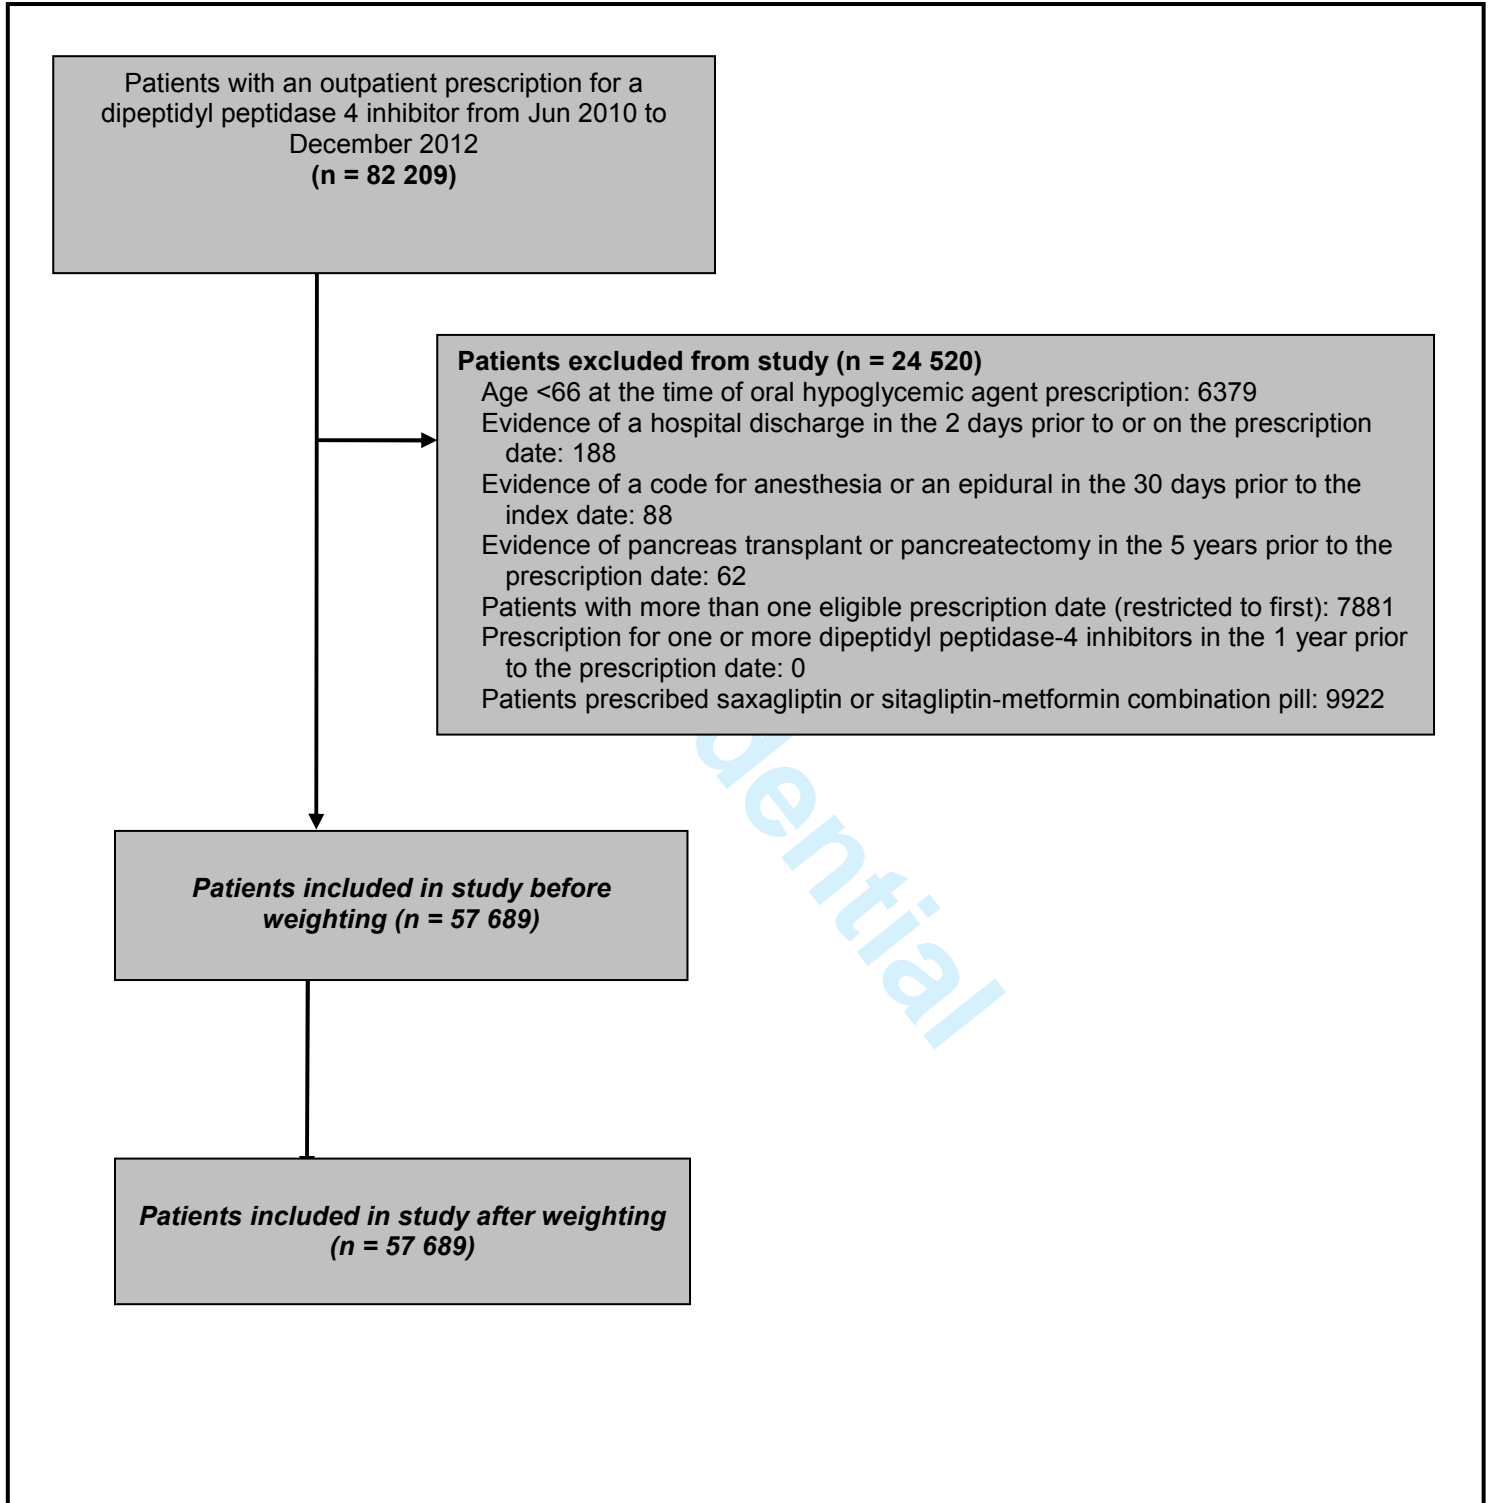 Patients with an outpatient prescription for a
dipeptidyl peptidase 4 inhibitor from Jun 2010 to
December 2012
(n = 82 209)
Patients excluded from study (n = 24 520)
Age <66 at the time of oral hypoglycemic agent prescription: 6379
Evidence of a hospital discharge in the 2 days prior to or on the prescription
date: 188
Evidence of a code for anesthesia or an epidural in the 30 days prior to the
index date: 88
Evidence of pancreas transplant or pancreatectomy in the 5 years prior to the
prescription date: 62
Patients with more than one eligible prescription date (restricted to first): 7881
Prescription for one or more dipeptidyl peptidase-4 inhibitors in the 1 year prior
to the prescription date: 0
Patients prescribed saxagliptin or sitagliptin-metformin combination pill: 9922
dential
Patients included in study before
weighting (n = 57 689)
Patients included in study after weighting
(n = 57 689)